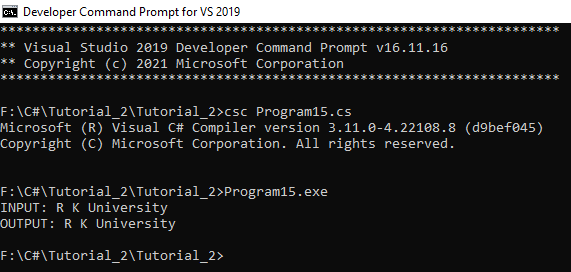 Developer Command Prompt for VS 2019
**********************************************************************
** Visual Studio 2019 Developer Command Prompt v16.11.16
** Copyright (c) 2021 Microsoft Corporation
**********************************************************************
F:\C#\Tutorial_2\Tutorial_2>csc Program15.cs
Microsoft (R) Visual C# Compiler version 3.11.0-4.22108.8 (d9bef045)
Copyright (C) Microsoft Corporation. All rights reserved.
F:\C#\Tutorial_2\Tutorial_2>Program15.exe
INPUT: R K University
OUTPUT: R K University
F:\C#\Tutorial_2\Tutorial_2>